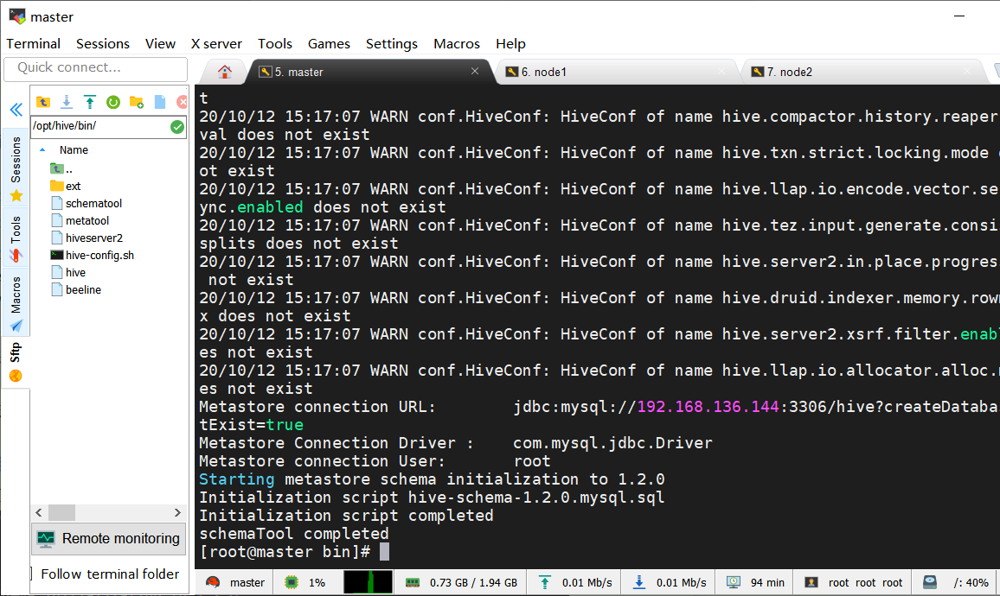 master
Terminal Sessions View X server Tools Games Settings Macros Help
Quick connect...
5. master
6. node1
7. node2
/opt/hive/bin/
Name
..
ext
schematool
metatool
hiveserver2
hive-config.sh
hive
beeline
Sessions
Tools
Macros
Sftp
Remote monitoring
Follow terminal folder
t
20/10/12 15:17:07 WARN conf.HiveConf: HiveConf of name hive.compactor.history.reaper
val does not exist
20/10/12 15:17:07 WARN conf.HiveConf: HiveConf of name hive.txn.strict.locking.mode
ot exist
20/10/12 15:17:07 WARN conf.HiveConf: HiveConf of name hive.llap.io.encode.vector.se
ync.enabled does not exist
20/10/12 15:17:07 WARN conf.HiveConf: HiveConf of name hive.tez.input.generate.consi
splits does not exist
20/10/12 15:17:07 WARN conf.HiveConf: HiveConf of name hive.server2.in.place.progres
not exist
20/10/12 15:17:07 WARN conf.HiveConf: HiveConf of name hive.druid.indexer.memory.row
x does not exist
20/10/12 15:17:07 WARN conf.HiveConf: HiveConf of name hive.server2.xsrf.filter.enab
es not exist
20/10/12 15:17:07 WARN conf.HiveConf: HiveConf of name hive.llap.io.allocator.alloc.
es not exist
Metastore connection URL: jdbc:mysql://192.168.136.144:3306/hive?createDataba
tExist=true
Metastore Connection Driver : com.mysql.jdbc.Driver
Metastore connection User: root
Starting metastore schema initialization to 1.2.0
Initialization script hive-schema-1.2.0.mysql.sql
Initialization script completed
schemaTool completed
[root@master bin]#
master 1% 0.73 GB / 1.94 GB 0.01 Mb/s 0.01 Mb/s 94 min root root root /: 40%